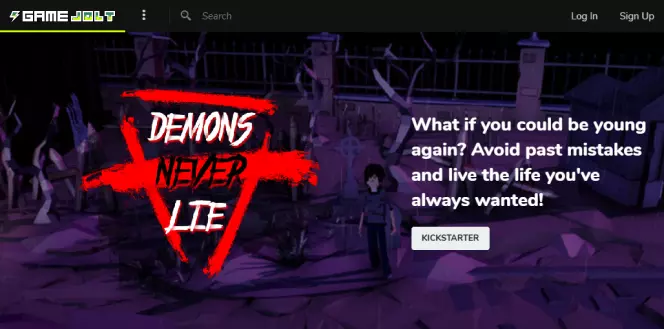 GAME JOLT
Search
Log In
Sign Up
DEMONS
NEVER
LIE
What if you could be young
again? Avoid past mistakes
and live the life you've
always wanted!
KICKSTARTER